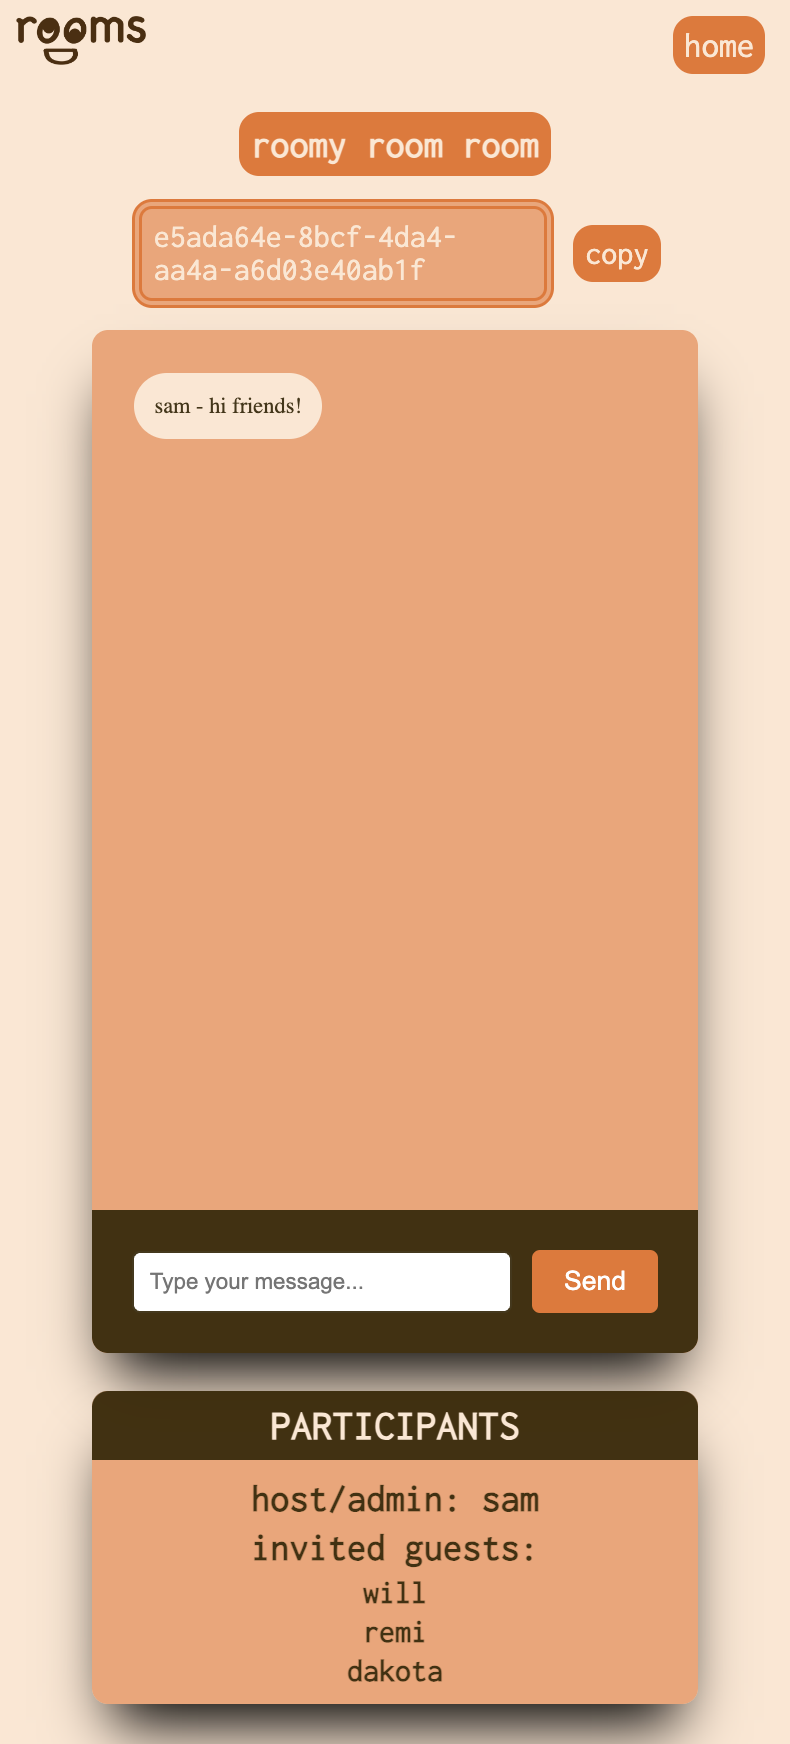 rooms
home
roomy room room
e5ada64e-8bcf-4da4-
aa4a-a6d03e40ab1f
copy
sam - hi friends!
Type your message...
Send
PARTICIPANTS
host/admin: sam
invited guests:
will
remi
dakota